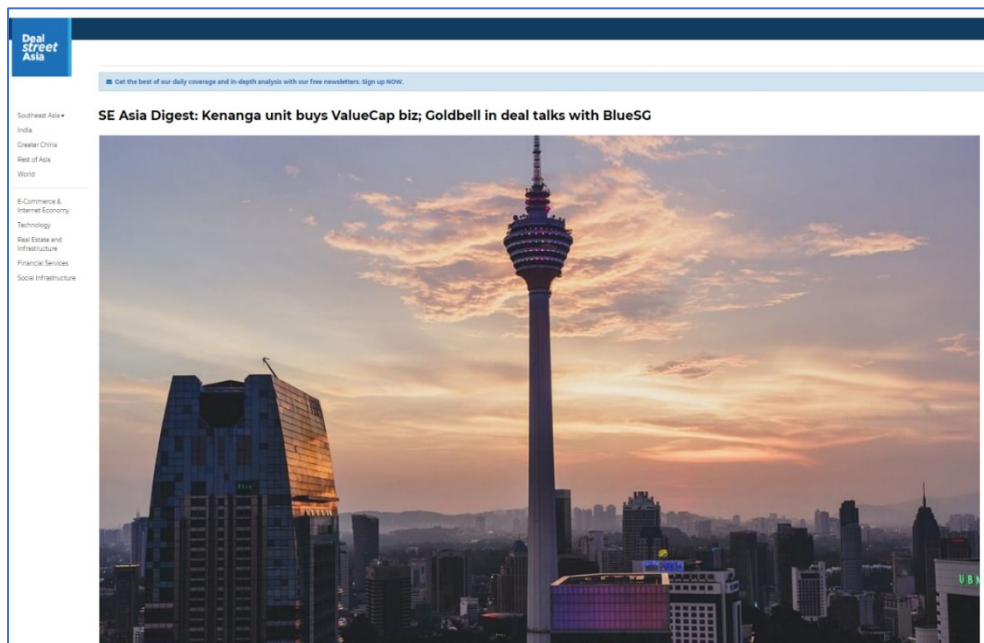 Deal
street
Asia
Get the best of our daily coverage and in-depth analysis with our free newsletters. Sign up NOW.
SE Asia Digest: Kenanga unit buys ValueCap biz; Goldbell in deal talks with BlueSG
Southeast Asia
India
Greater China
Rest of Asia
World
E-Commerce &
Internet Economy
Technology
Real Estate and
Infrastructure
Financial Services
Social Infrastructure
UBN